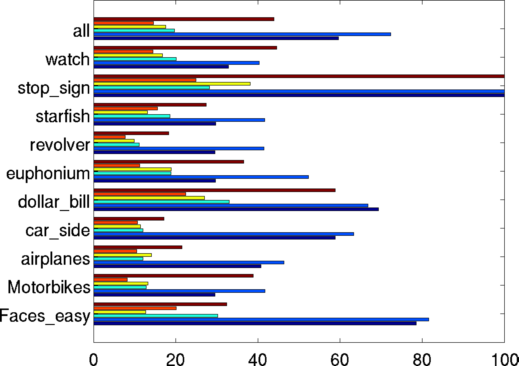 all
watch
stop_sign
starfish
revolver
euphonium
dollar_bill
car_side
airplanes
Motorbikes
Faces_easy
0 20 40 60 80 100